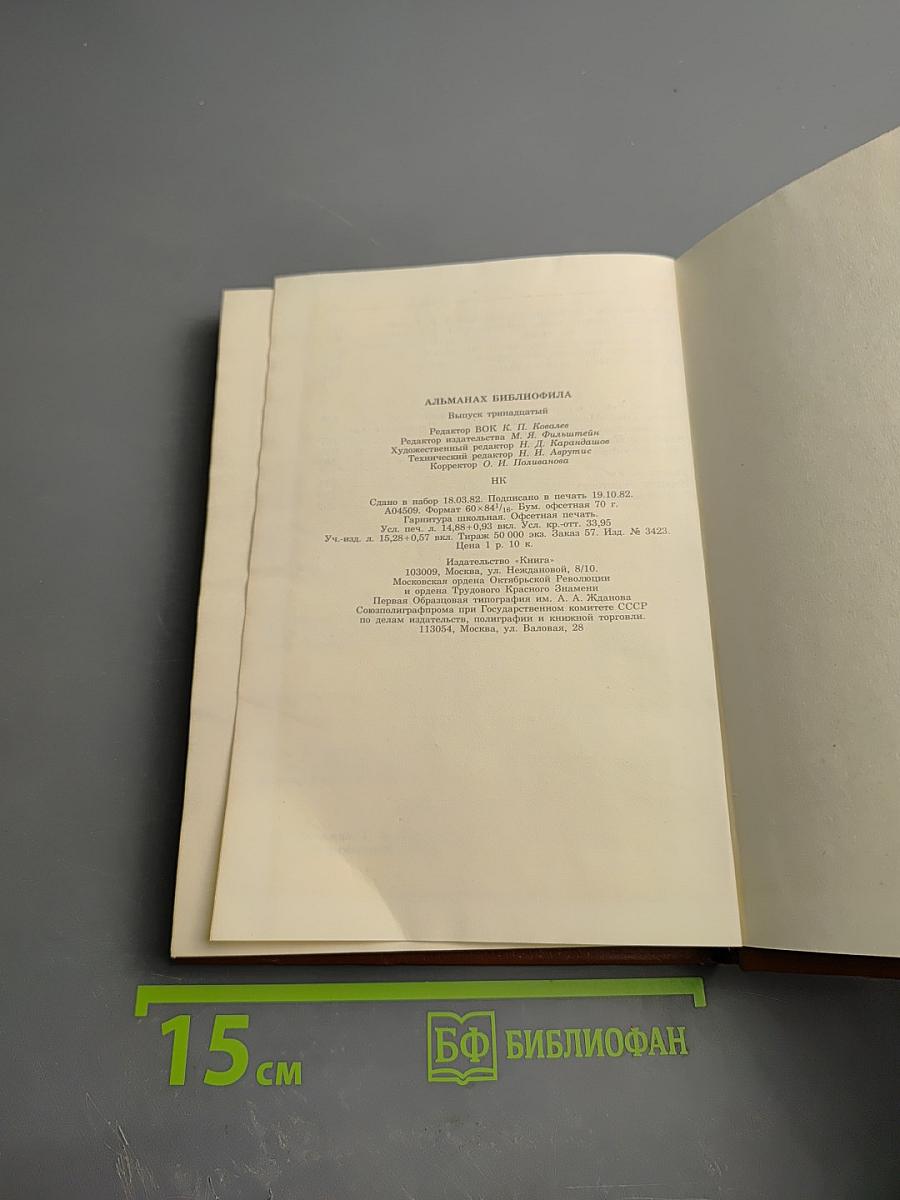 АЛЬМАНАХ БИБЛИОФИЛА
Выпуск тринадцатый
Редактор ВОК К. П. Ковалев
Редактор издательства М. Я. Фильштейн
Художественный редактор Н. Д. Карандашов
Технический редактор Н. И. Аврутис
Корректор О. И. Поливанова
НК
Сдано в набор 18.03.82. Подписано в печать 19.10.82.
А04509. Формат 60×84¹/₁₆. Бум. офсетная 70 г.
Гарнитура школьная. Офсетная печать.
Усл. печ. л. 14,88+0,93 вкл. Усл. кр.-отт. 33,95
Уч.-изд. л. 15,28+0,57 вкл. Тираж 50 000 экз. Заказ 57. Изд. № 3423.
Цена 1 р. 10 к.
Издательство «Книга»
103009, Москва, ул. Неждановой, 8/10.
Московская ордена Октябрьской Революции
и ордена Трудового Красного Знамени
Первая Образцовая типография им. А. А. Жданова
Союзполиграфпрома при Государственном комитете СССР
по делам издательств, полиграфии и книжной торговли.
113054, Москва, ул. Валовая, 28
15 см
БФ БИБЛИОФАН